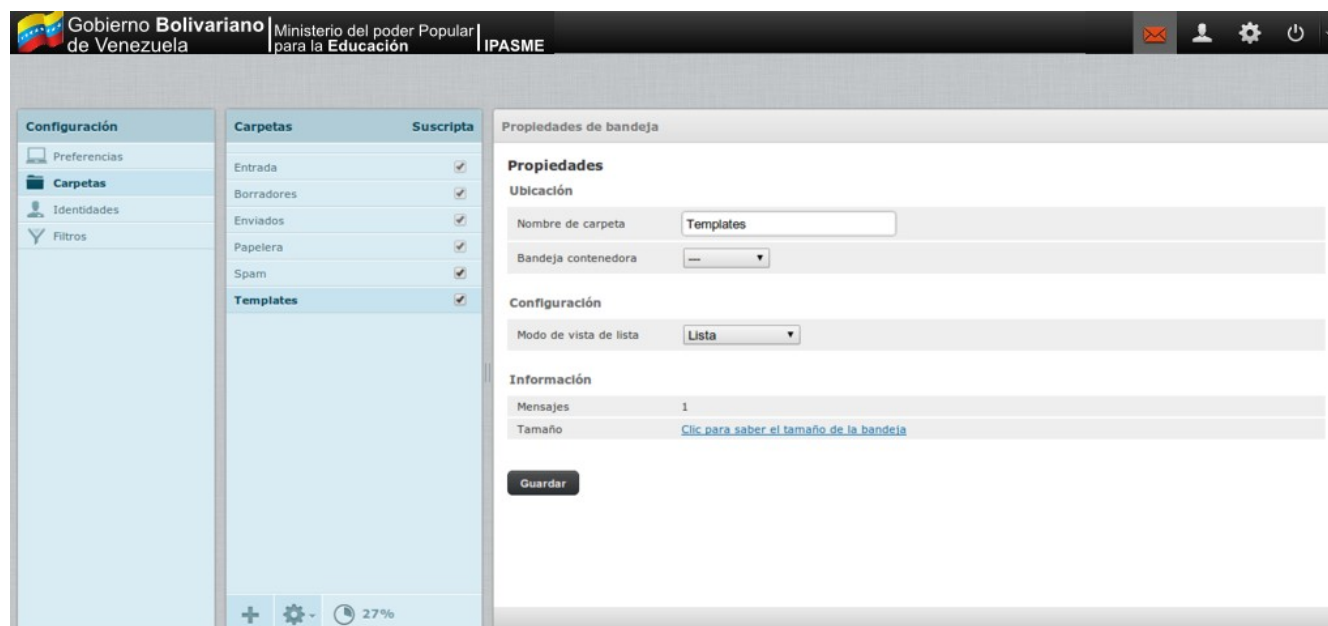 Gobierno Bolivariano
de Venezuela
Ministerio del poder Popular
para la Educación
IPASME
Configuración
Preferencias
Carpetas
Identidades
Filtros
Carpetas Suscripta
Entrada
Borradores
Enviados
Papelera
Spam
Templates
27%
Propiedades de bandeja
Propiedades
Ubicación
Nombre de carpeta Templates
Bandeja contenedora ---
Configuración
Modo de vista de lista Lista
Información
Mensajes 1
Tamaño Clic para saber el tamaño de la bandeja
Guardar